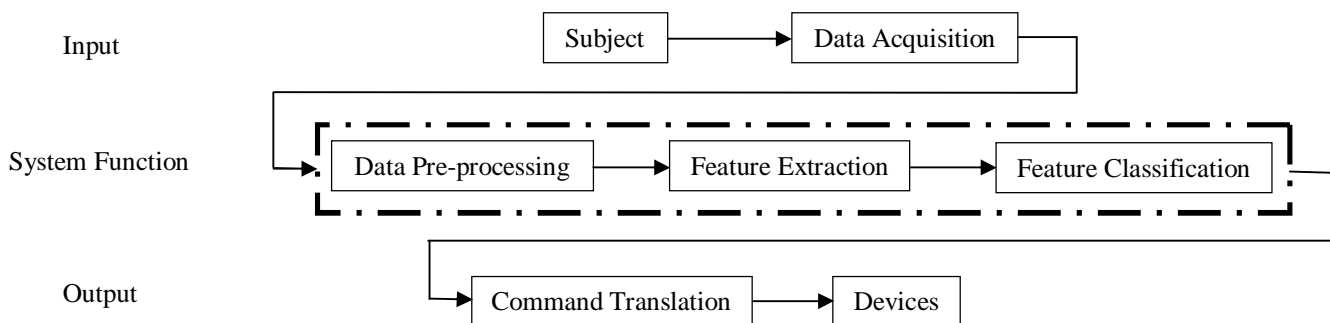 Input
Subject
Data Acquisition
System Function
Data Pre-processing
Feature Extraction
Feature Classification
Output
Command Translation
Devices